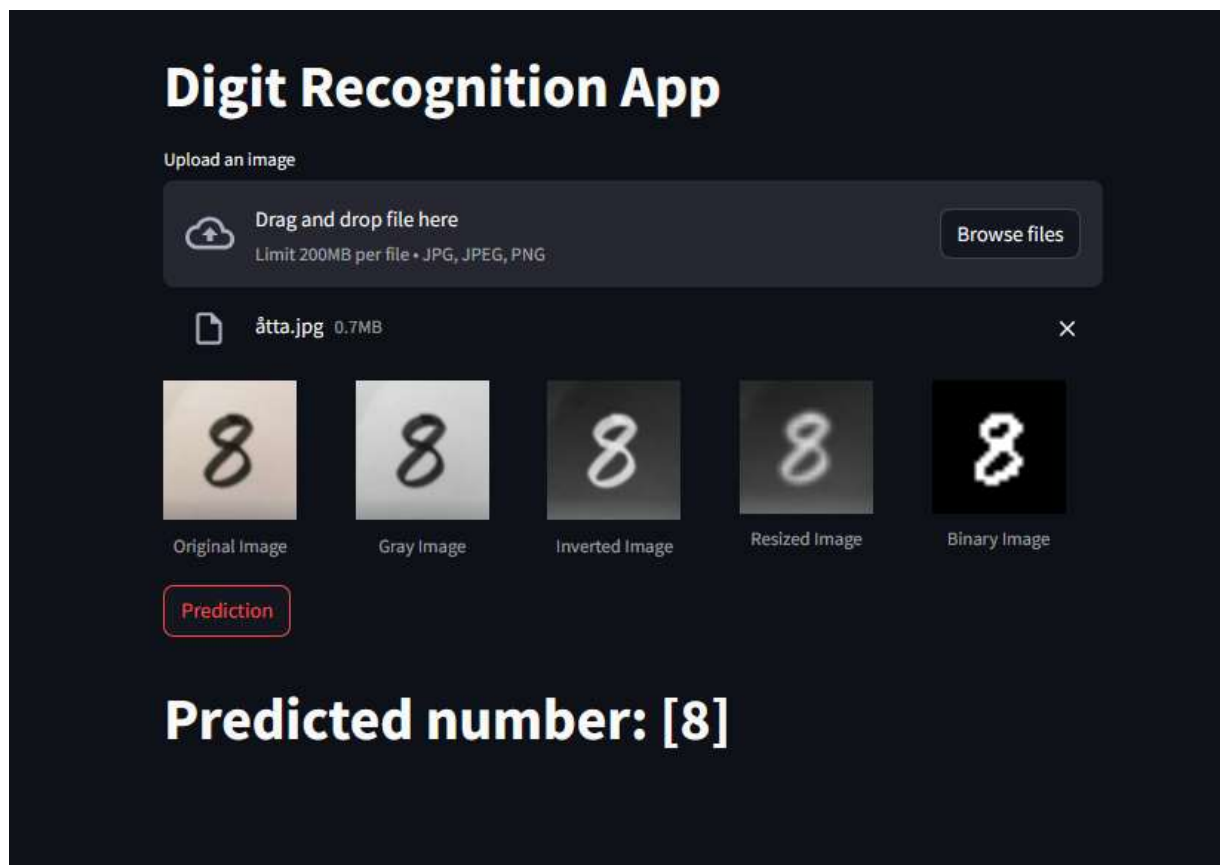 Digit Recognition App
Upload an image
Drag and drop file here
Limit 200MB per file • JPG, JPEG, PNG
Browse files
åtta.jpg 0.7MB
8 8 8 8 8
Original Image Gray Image Inverted Image Resized Image Binary Image
Prediction
Predicted number: [8]